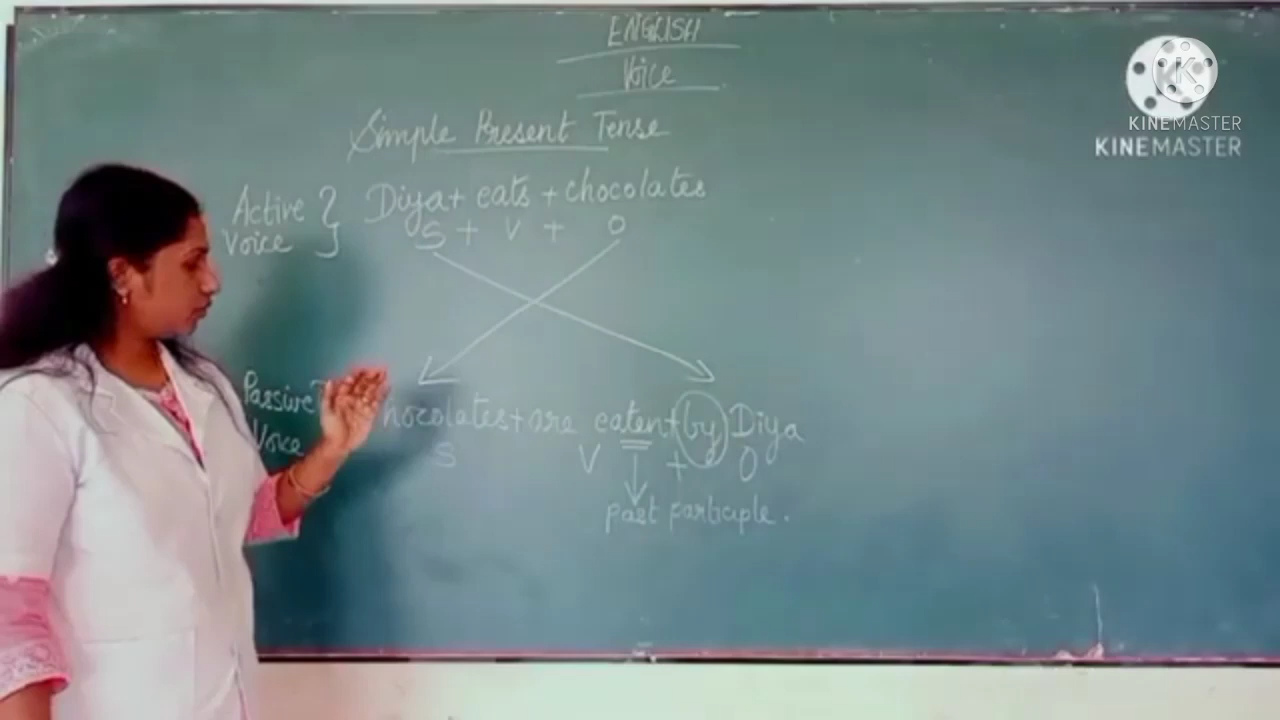 ENGLISH
Voice
Simple Present Tense
Active Voice } Diya + eats + chocolates
S + V + O
Passive Voice hocolates + are eaten + by Diya
S V + O
past participle.
KINEMASTER
KINEMASTER